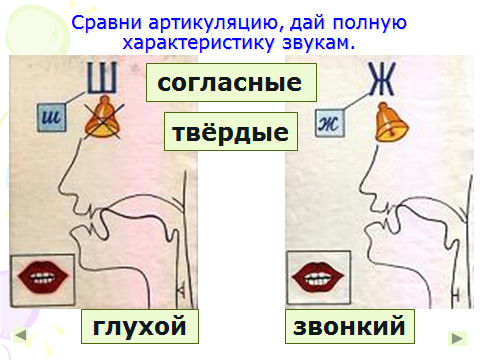 Сравни артикуляцию, дай полную
характеристику звукам.
Ш
согласные
Ж
ш
твёрдые
ж
глухой
звонкий